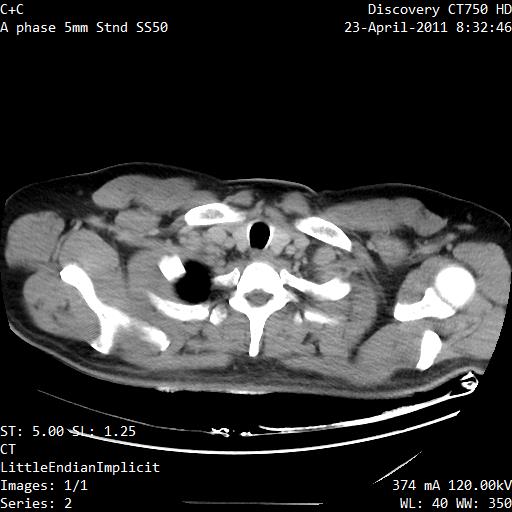 C+C
A phase 5mm Stnd SS50
Discovery CT750 HD
23-April-2011 8:32:46
ST: 5.00 SL: 1.25
CT
LittleEndianImplicit
Images: 1/1
Series: 2
374 mA 120.00kV
WL: 40 WW: 350